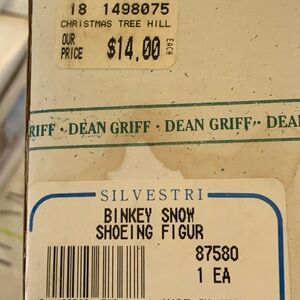 18 1498075
CHRISTMAS TREE HILL
OUR PRICE $14.00 EACH
RIFF · DEAN GRIFF · DEAN GRIFF · DEA
SILVESTRI
BINKEY SNOW
SHOEING FIGUR
87580
1 EA